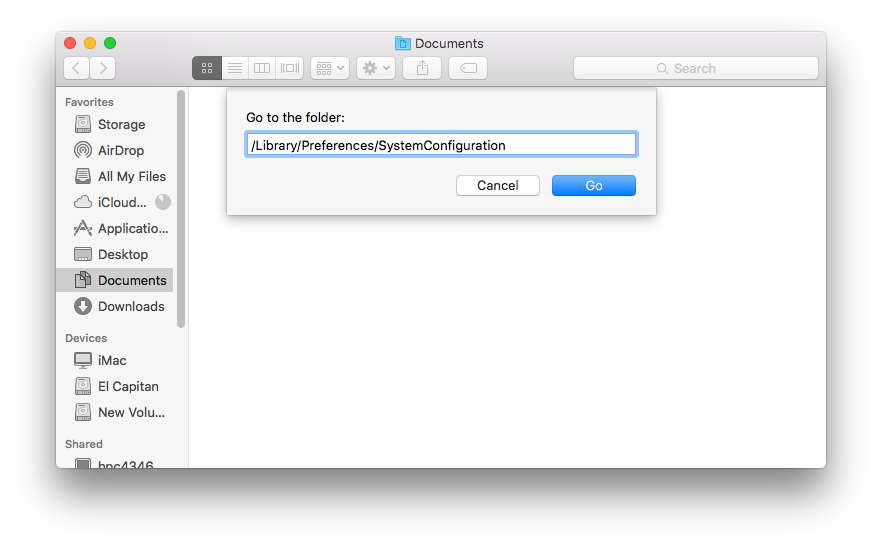 Documents
Search
Favorites
Storage
AirDrop
All My Files
iCloud...
Applicatio...
Desktop
Documents
Downloads
Devices
iMac
El Capitan
New Volu...
Shared
hpc4346
Go to the folder:
/Library/Preferences/SystemConfiguration
Cancel
Go